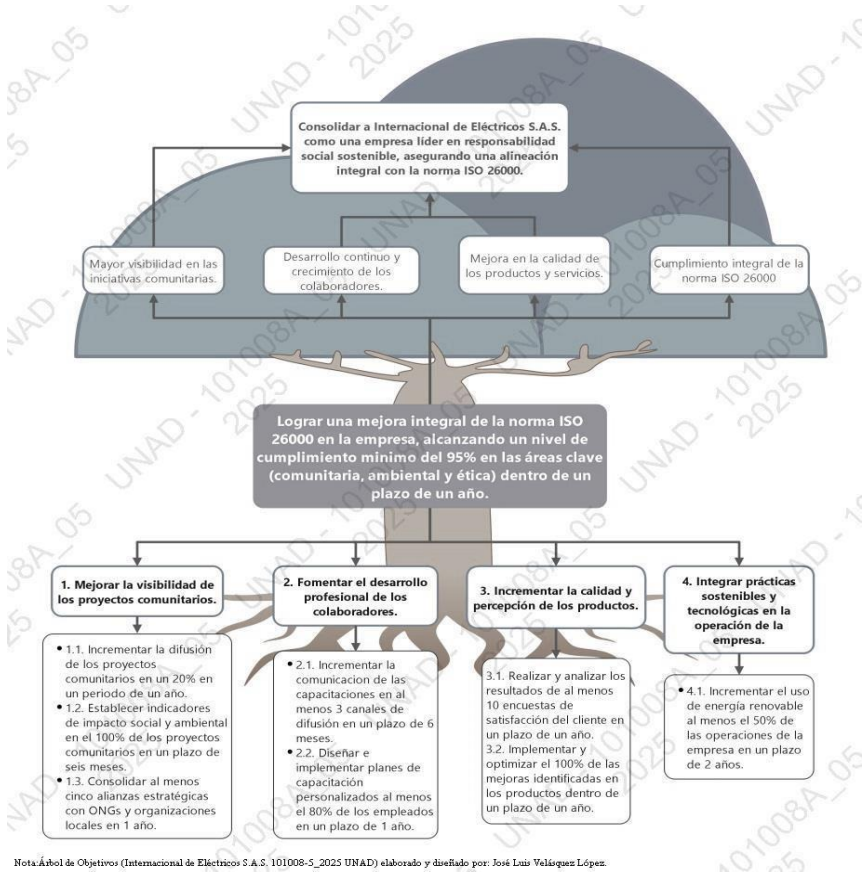 Consolidar a Internacional de Eléctricos S.A.S.
como una empresa líder en responsabilidad
social sostenible, asegurando una alineación
integral con la norma ISO 26000.
Mayor visibilidad en las
iniciativas comunitarias.
Desarrollo continuo y
crecimiento de los
colaboradores.
Mejora en la calidad de
los productos y servicios.
Cumplimiento integral de la
norma ISO 26000
Lograr una mejora integral de la norma ISO
26000 en la empresa, alcanzando un nivel de
cumplimiento minimo del 95% en las áreas clave
(comunitaria, ambiental y ética) dentro de un
plazo de un año.
1. Mejorar la visibilidad de
los proyectos comunitarios.
• 1.1. Incrementar la difusión
de los proyectos
comunitarios en un 20% en
un periodo de un año.
• 1.2. Establecer indicadores
de impacto social y ambiental
en el 100% de los proyectos
comunitarios en un plazo de
seis meses.
• 1.3. Consolidar al menos
cinco alianzas estratégicas
con ONGs y organizaciones
locales en 1 año.
2. Fomentar el desarrollo
profesional de los
colaboradores.
• 2.1. Incrementar la
comunicacion de las
capacitaciones en al
menos 3 canales de
difusión en un plazo de 6
meses.
• 2.2. Diseñar e
implementar planes de
capacitación
personalizados al menos
el 80% de los empleados
en un plazo de 1 año.
3. Incrementar la calidad y
percepción de los productos.
3.1. Realizar y analizar los
resultados de al menos
10 encuestas de
satisfacción del cliente en
un plazo de un año.
3.2. Implementar y
optimizar el 100% de las
mejoras identificadas en
los productos dentro de
un plazo de un año.
4. Integrar prácticas
sostenibles y
tecnológicas en la
operación de la
empresa.
• 4.1. Incrementar el uso
de energía renovable
al menos el 50% de
las operaciones de la
empresa en un plazo
de 2 años.
Nota:Árbol de Objetivos (Internacional de Eléctricos S.A.S. 101008-5_2025 UNAD) elaborado y diseñado por: José Luis Velásquez López.
UNAD - 101008A_05
2025